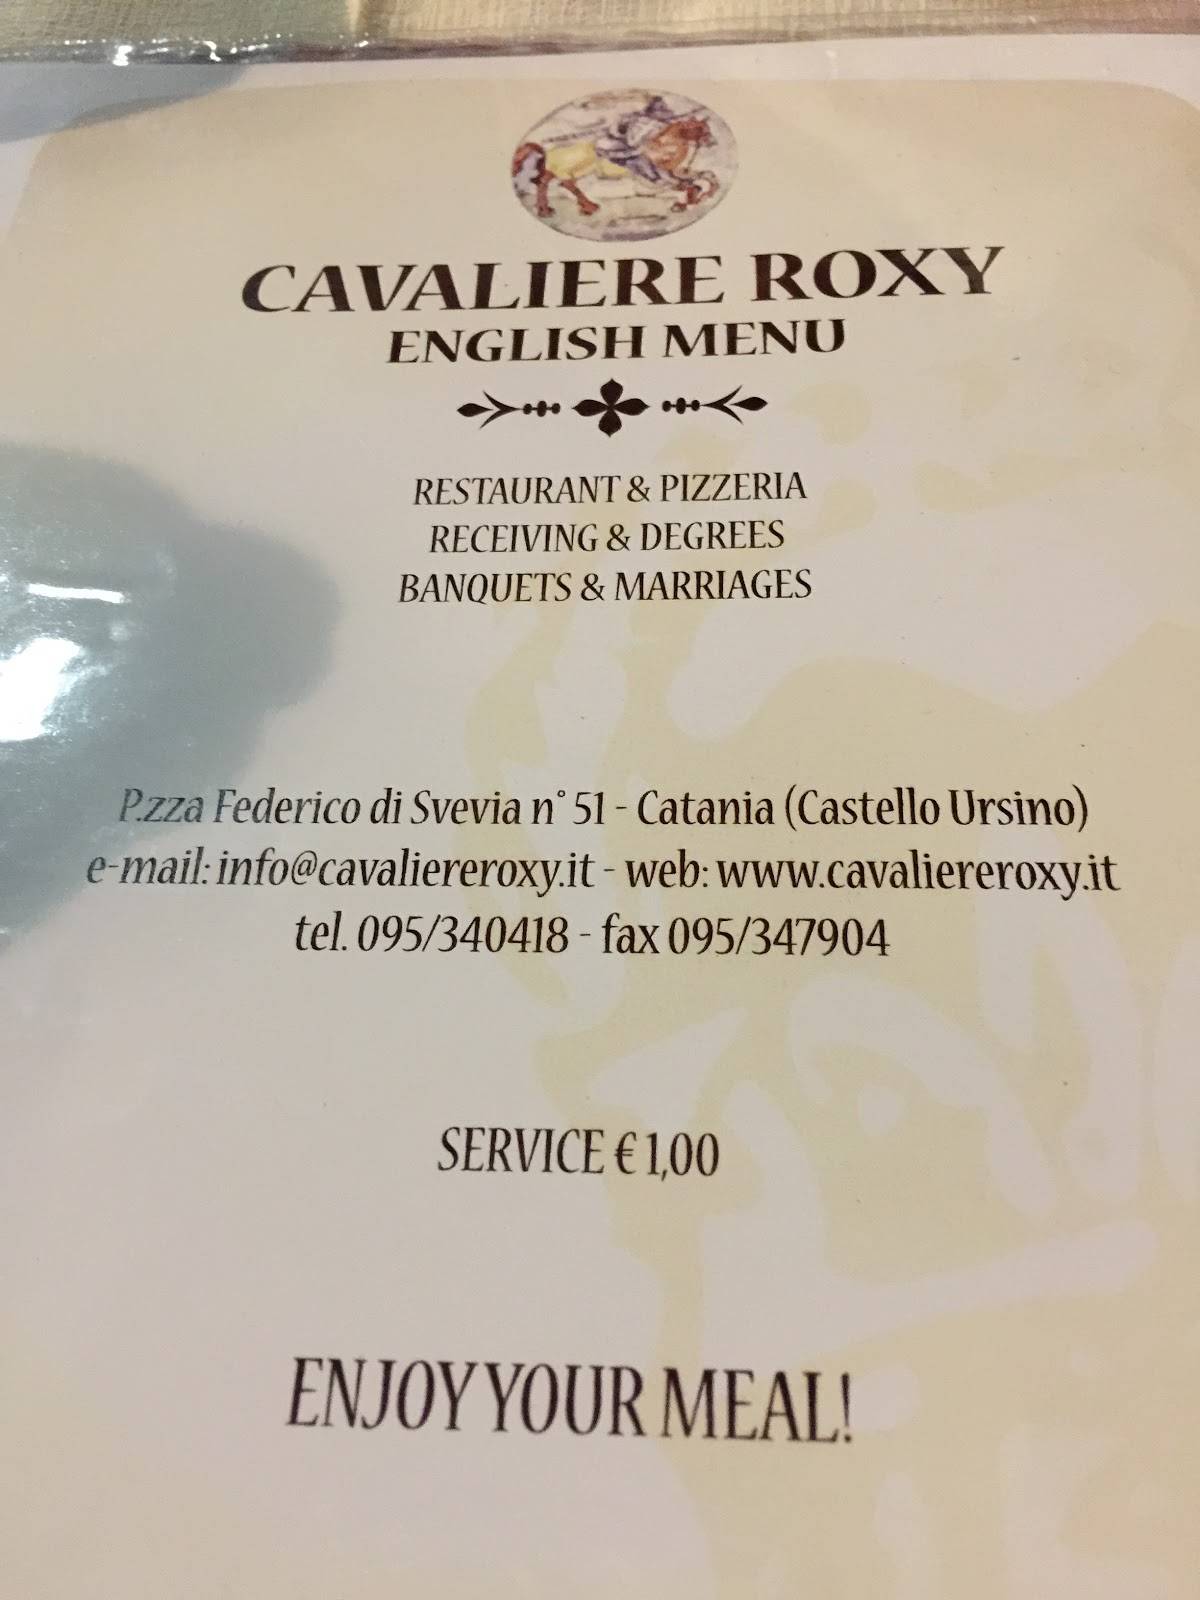 CAVALIERE ROXY
ENGLISH MENU
RESTAURANT & PIZZERIA
RECEIVING & DEGREES
BANQUETS & MARRIAGES
P.zza Federico di Svevia n° 51 - Catania (Castello Ursino)
e-mail: info@cavaliereroxy.it - web: www.cavaliereroxy.it
tel. 095/340418 - fax 095/347904
SERVICE € 1,00
ENJOY YOUR MEAL!